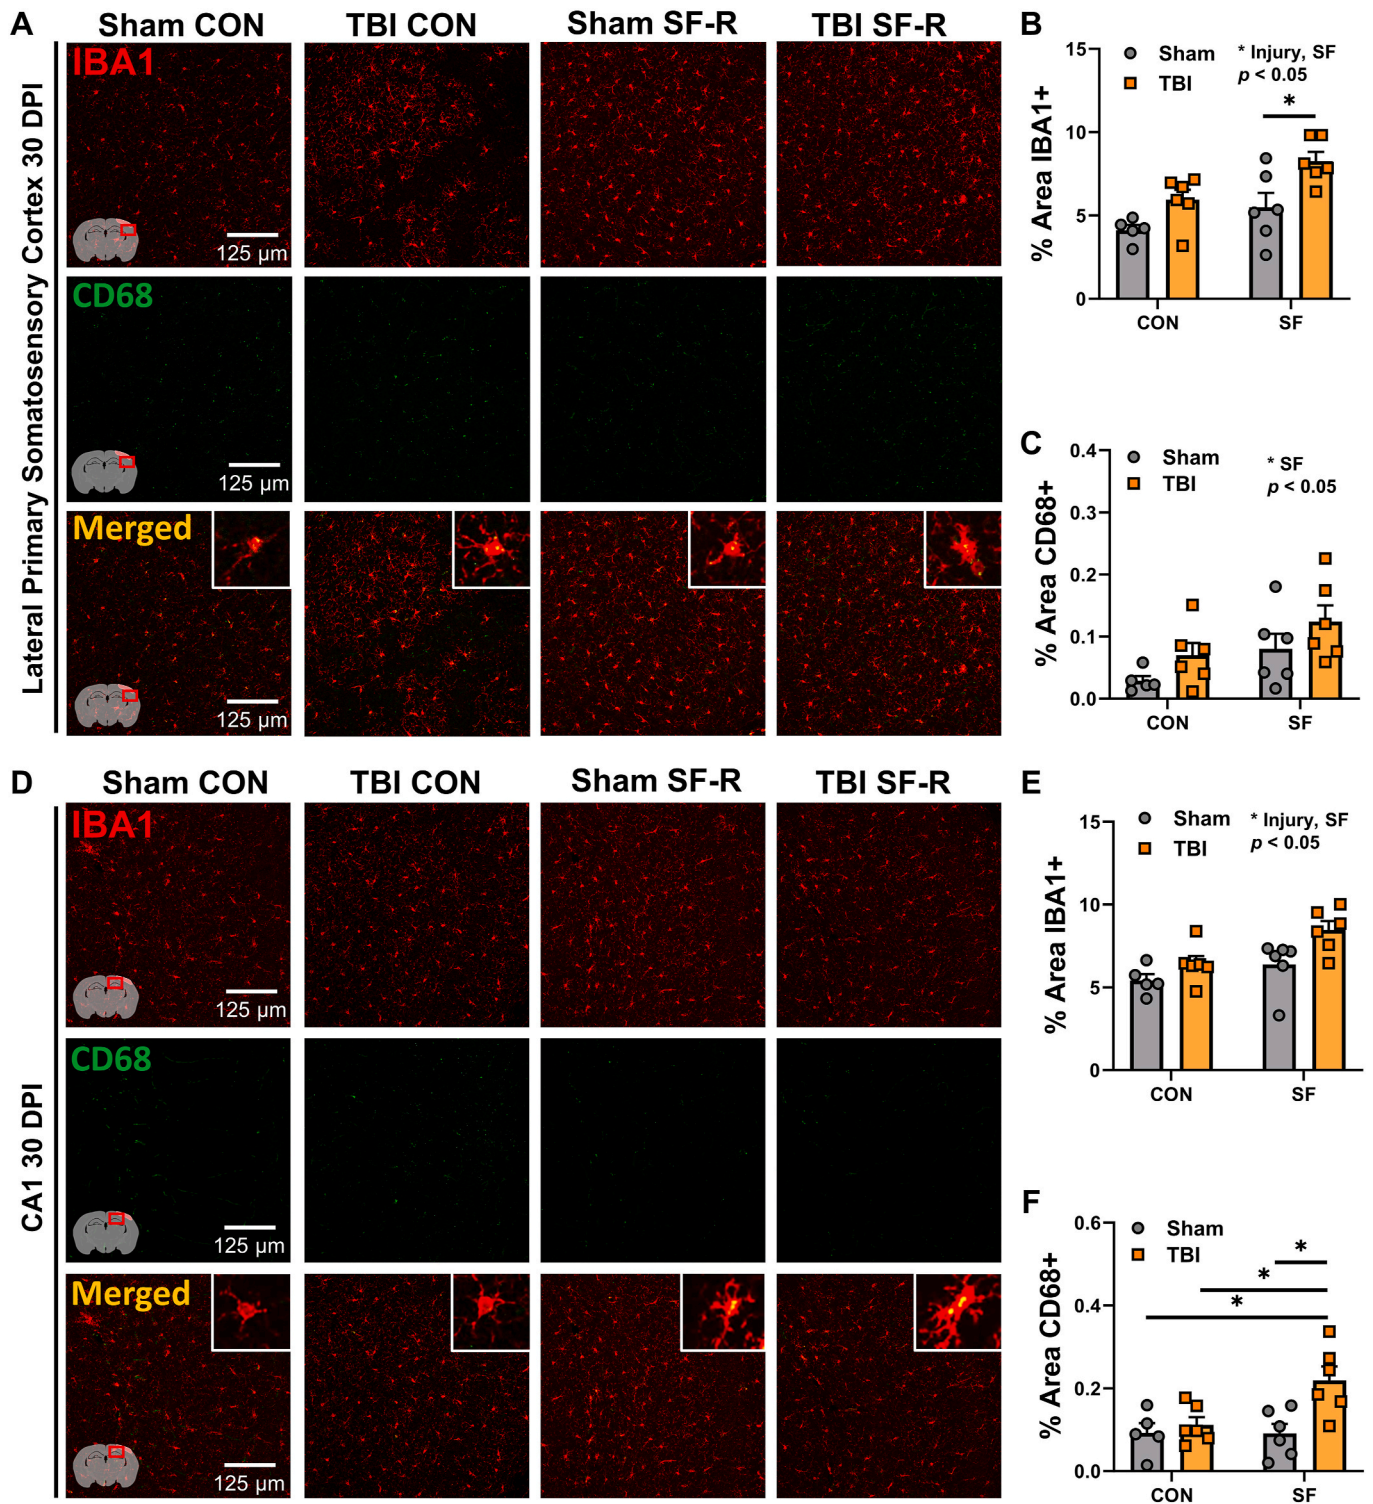 A
Sham CON
TBI CON
Sham SF-R
TBI SF-R
Lateral Primary Somatosensory Cortex 30 DPI
IBA1
125 µm
CD68
125 µm
Merged
125 µm
B
Sham
TBI
* Injury, SF
p < 0.05
*
% Area IBA1+
15
10
5
0
CON
SF
C
Sham
TBI
* SF
p < 0.05
% Area CD68+
0.4
0.3
0.2
0.1
0.0
CON
SF
D
Sham CON
TBI CON
Sham SF-R
TBI SF-R
CA1 30 DPI
IBA1
125 µm
CD68
125 µm
Merged
125 µm
E
Sham
TBI
* Injury, SF
p < 0.05
% Area IBA1+
15
10
5
0
CON
SF
F
Sham
TBI
*
*
*
% Area CD68+
0.6
0.4
0.2
0.0
CON
SF